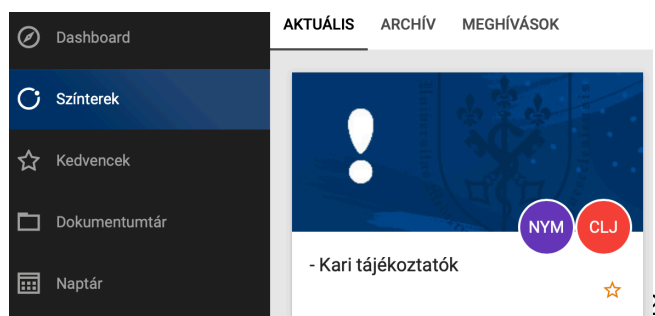 Dashboard
Színterek
Kedvencek
Dokumentumtár
Naptár
AKTUÁLIS ARCHÍV MEGHÍVÁSOK
NYM CLJ
- Kari tájékoztatók